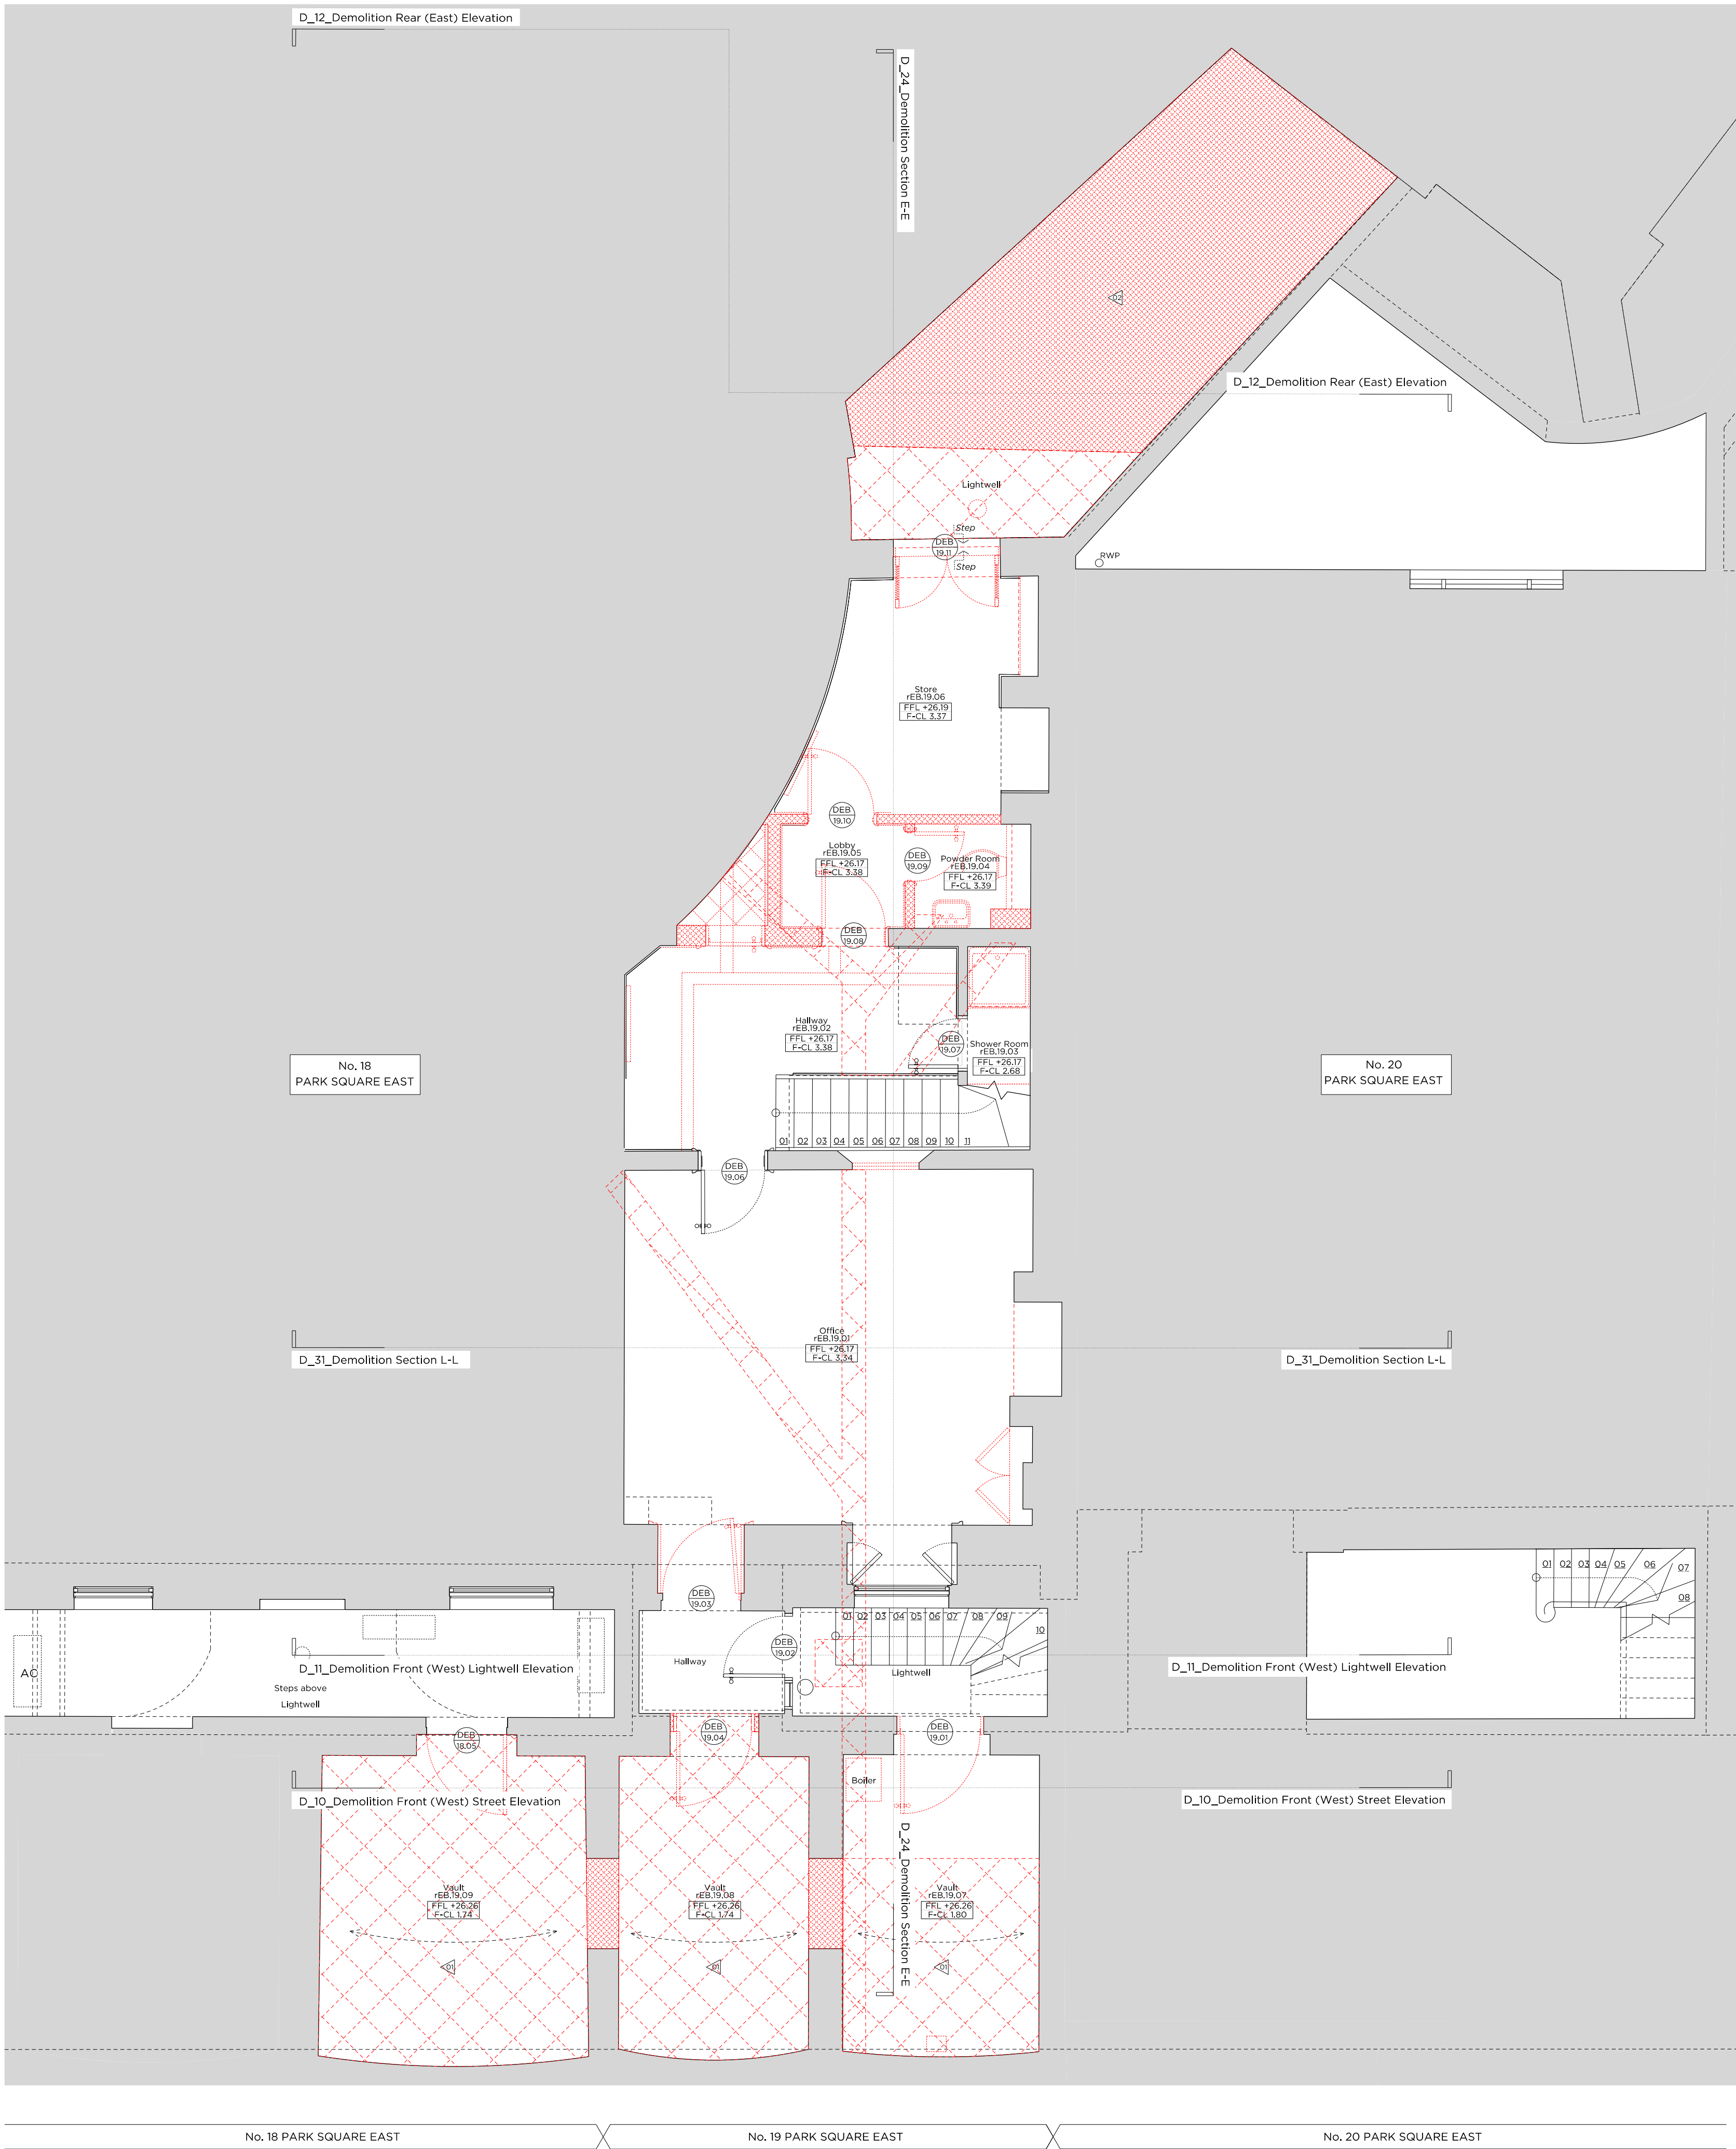 D_12_Demolition Rear (East) Elevation
D_24_Demolition Section E-E
02
D_12_Demolition Rear (East) Elevation
Lightwell
Step
DEB
19.11
Step
RWP
Store
rEB.19.06
FFL +26.19
F-CL 3.37
DEB
19.10
Lobby
rEB.19.05
FFL +26.17
F-CL 3.38
DEB
19.09
Powder Room
rEB.19.04
FFL +26.17
F-CL 3.39
DEB
19.08
Hallway
rEB.19.02
FFL +26.17
F-CL 3.38
DEB
19.07
Shower Room
rEB.19.03
FFL +26.17
F-CL 2.68
No. 18
PARK SQUARE EAST
No. 20
PARK SQUARE EAST
01 02 03 04 05 06 07 08 09 10 11
DEB
19.06
Office
rEB.19.01
FFL +26.17
F-CL 3.34
D_31_Demolition Section L-L
D_31_Demolition Section L-L
01 02 03 04 05 06 07
08
DEB
19.03
01 02 03 04 05 06 07 08 09
10
DEB
19.02
Hallway
Lightwell
AC
D_11_Demolition Front (West) Lightwell Elevation
D_11_Demolition Front (West) Lightwell Elevation
Steps above
Lightwell
DEB
18.05
DEB
19.04
DEB
19.01
Boiler
D_10_Demolition Front (West) Street Elevation
D_10_Demolition Front (West) Street Elevation
D_24_Demolition Section E-E
Vault
rEB.19.09
FFL +26.26
F-CL 1.74
Vault
rEB.19.08
FFL +26.26
F-CL 1.74
Vault
rEB.19.07
FFL +26.26
F-CL 1.80
01
01
01
No. 18 PARK SQUARE EAST
No. 19 PARK SQUARE EAST
No. 20 PARK SQUARE EAST